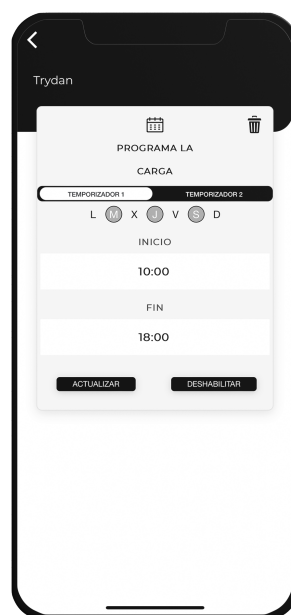 Trydan
PROGRAMA LA
CARGA
TEMPORIZADOR 1 TEMPORIZADOR 2
L M X J V S D
INICIO
10:00
FIN
18:00
ACTUALIZAR DESHABILITAR